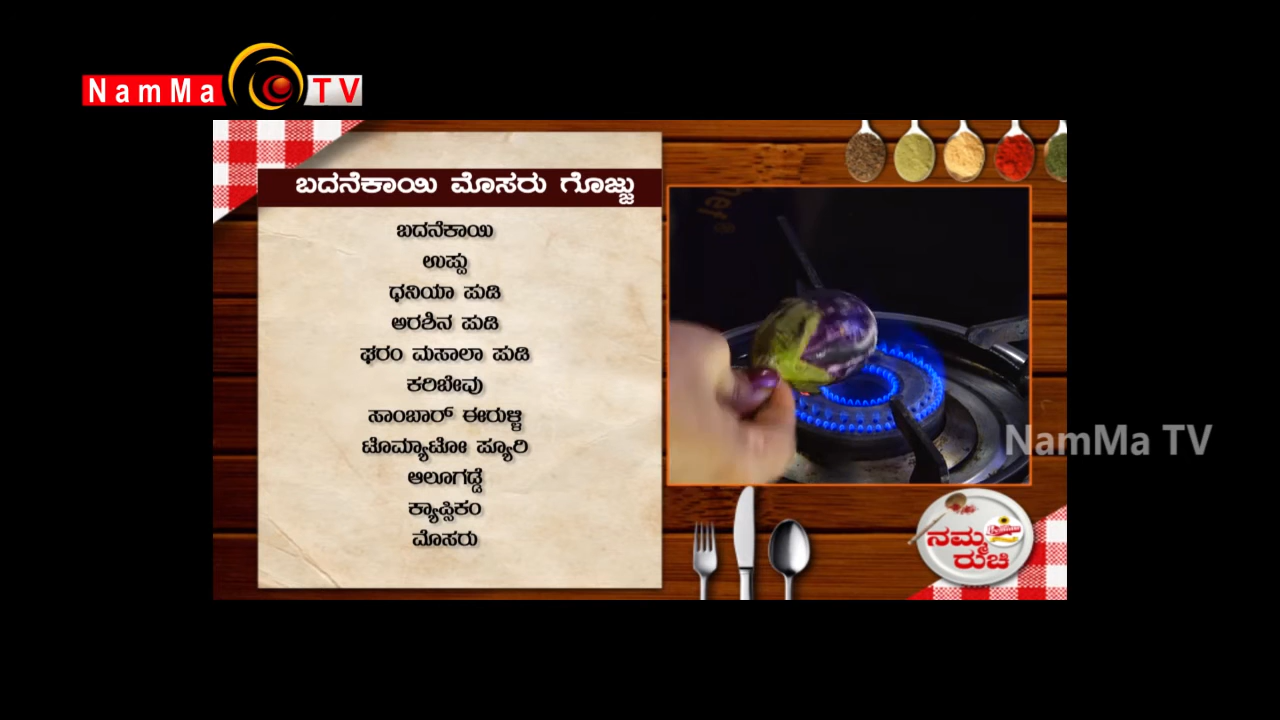 NamMa TV
ಬದನೆಕಾಯಿ ಮೊಸರು ಗೊಜ್ಜು
ಬದನೆಕಾಯಿ
ಉಪ್ಪು
ಧನಿಯಾ ಪುಡಿ
ಅರಶಿನ ಪುಡಿ
ಘರಂ ಮಸಾಲಾ ಪುಡಿ
ಕರಿಬೇವು
ಸಾಂಬಾರ್ ಈರುಳ್ಳಿ
ಟೊಮ್ಯಾಟೋ ಪ್ಯೂರಿ
ಆಲೂಗಡ್ಡೆ
ಕ್ಯಾಪ್ಸಿಕಂ
ಮೊಸರು
NamMa TV
ನಮ್ಮ
ರುಚಿ